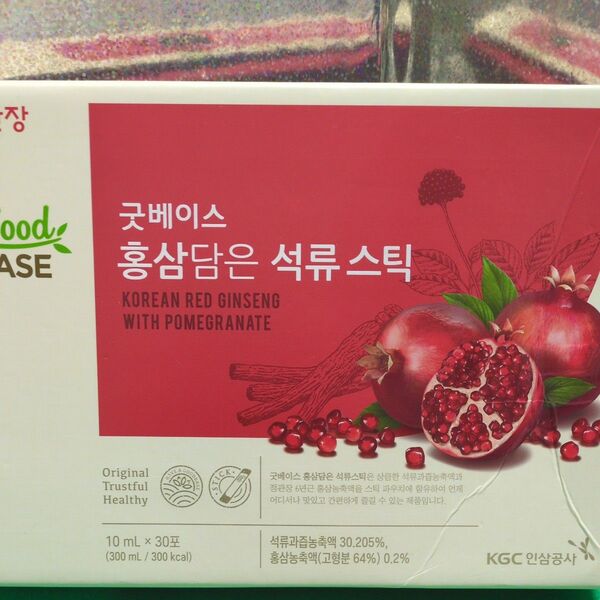 장
ood
ASE
굿베이스
홍삼담은 석류스틱
KOREAN RED GINSENG
WITH POMEGRANATE
Original
Trustful
Healthy
STICK
굿베이스 홍삼담은 석류스틱은 상큼한 석류과즙농축액과
정관장 6년근 홍삼농축액을 스틱 파우치에 함유하여 언제
어디서나 맛있고 간편하게 즐길 수 있는 제품입니다.
10 mL × 30포
(300 mL / 300 kcal)
석류과즙농축액 30.205%,
홍삼농축액(고형분 64%) 0.2%
KGC 인삼공사